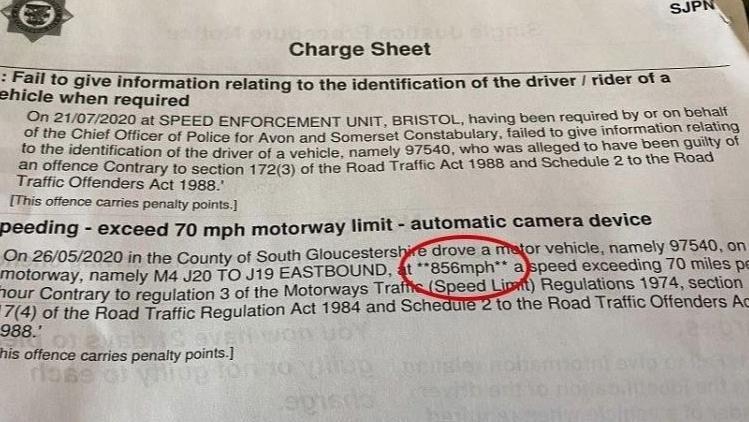 SJPN
Charge Sheet
: Fail to give information relating to the identification of the driver / rider of a
ehicle when required
On 21/07/2020 at SPEED ENFORCEMENT UNIT, BRISTOL, having been required by or on behalf
of the Chief Officer of Police for Avon and Somerset Constabulary, failed to give information relating
to the identification of the driver of a vehicle, namely 97540, who was alleged to have been guilty of
an offence Contrary to section 172(3) of the Road Traffic Act 1988 and Schedule 2 to the Road
Traffic Offenders Act 1988.'
[This offence carries penalty points.]
peeding - exceed 70 mph motorway limit - automatic camera device
On 26/05/2020 in the County of South Gloucestershire drove a motor vehicle, namely 97540, on
motorway, namely M4 J20 TO J19 EASTBOUND, at **856mph** a speed exceeding 70 miles pe
hour Contrary to regulation 3 of the Motorways Traffic (Speed Limit) Regulations 1974, section
7(4) of the Road Traffic Regulation Act 1984 and Schedule 2 to the Road Traffic Offenders Ac
988.'
his offence carries penalty points.]